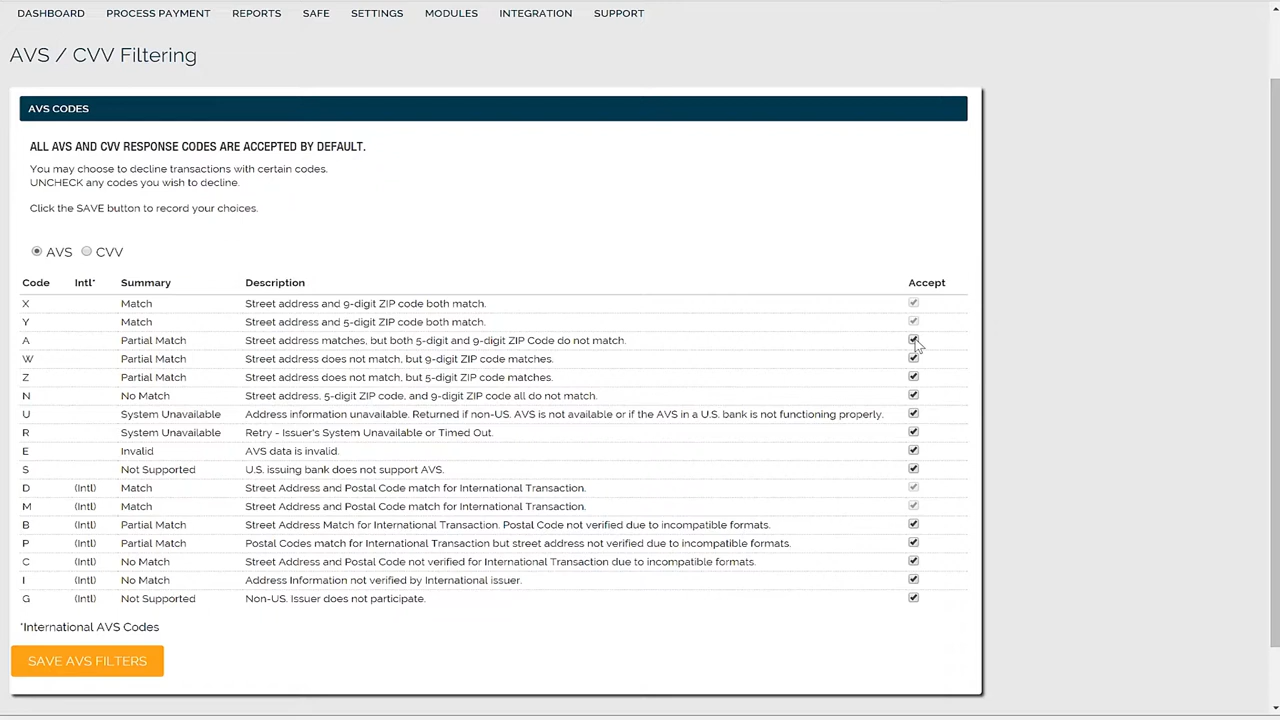 DASHBOARD PROCESS PAYMENT REPORTS SAFE SETTINGS MODULES INTEGRATION SUPPORT
AVS / CVV Filtering
AVS CODES
ALL AVS AND CVV RESPONSE CODES ARE ACCEPTED BY DEFAULT.
You may choose to decline transactions with certain codes.
UNCHECK any codes you wish to decline.
Click the SAVE button to record your choices.
AVS CVV
Code Intl* Summary Description Accept
X Match Street address and 9-digit ZIP code both match.
Y Match Street address and 5-digit ZIP code both match.
A Partial Match Street address matches, but both 5-digit and 9-digit ZIP Code do not match.
W Partial Match Street address does not match, but 9-digit ZIP code matches.
Z Partial Match Street address does not match, but 5-digit ZIP code matches.
N No Match Street address, 5-digit ZIP code, and 9-digit ZIP code all do not match.
U System Unavailable Address information unavailable. Returned if non-US. AVS is not available or if the AVS in a U.S. bank is not functioning properly.
R System Unavailable Retry - Issuer's System Unavailable or Timed Out.
E Invalid AVS data is invalid.
S Not Supported U.S. issuing bank does not support AVS.
D (Intl) Match Street Address and Postal Code match for International Transaction.
M (Intl) Match Street Address and Postal Code match for International Transaction.
B (Intl) Partial Match Street Address Match for International Transaction. Postal Code not verified due to incompatible formats.
P (Intl) Partial Match Postal Codes match for International Transaction but street address not verified due to incompatible formats.
C (Intl) No Match Street Address and Postal Code not verified for International Transaction due to incompatible formats.
I (Intl) No Match Address Information not verified by International issuer.
G (Intl) Not Supported Non-US. Issuer does not participate.
*International AVS Codes
SAVE AVS FILTERS